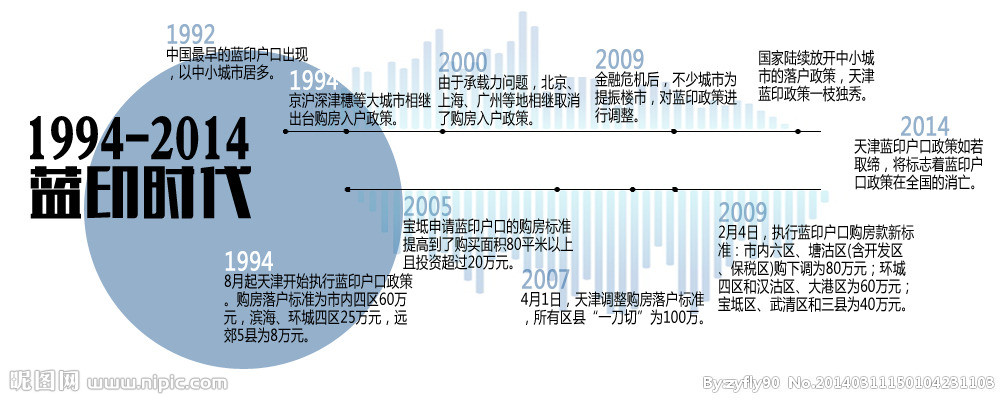 1994-2014
蓝印时代
1992
中国最早的蓝印户口出现
，以中小城市居多。
1994
京沪深津穗等大城市相继
出台购房入户政策。
2000
由于承载力问题，北京、
上海、广州等地相继取消
了购房入户政策。
2009
金融危机后，不少城市为
提振楼市，对蓝印政策进
行调整。
国家陆续放开中小城
市的落户政策，天津
蓝印政策一枝独秀。
2014
天津蓝印户口政策如若
取缔，将标志着蓝印户
口政策在全国的消亡。
1994
8月起天津开始执行蓝印户口政策
。购房落户标准为市内四区60万
元，滨海、环城四区25万元，远
郊5县为8万元。
2005
宝坻申请蓝印户口的购房标准
提高到了购买面积80平米以上
且投资超过20万元。
2007
4月1日，天津调整购房落户标准
，所有区县“一刀切”为100万。
2009
2月4日，执行蓝印户口购房款新标
准：市内六区、塘沽区(含开发区
、保税区)购下调为80万元；环城
四区和汉沽区、大港区为60万元；
宝坻区、武清区和三县为40万元。
昵图网 www.nipic.com
By:zyfly90 No.20140311150104231103